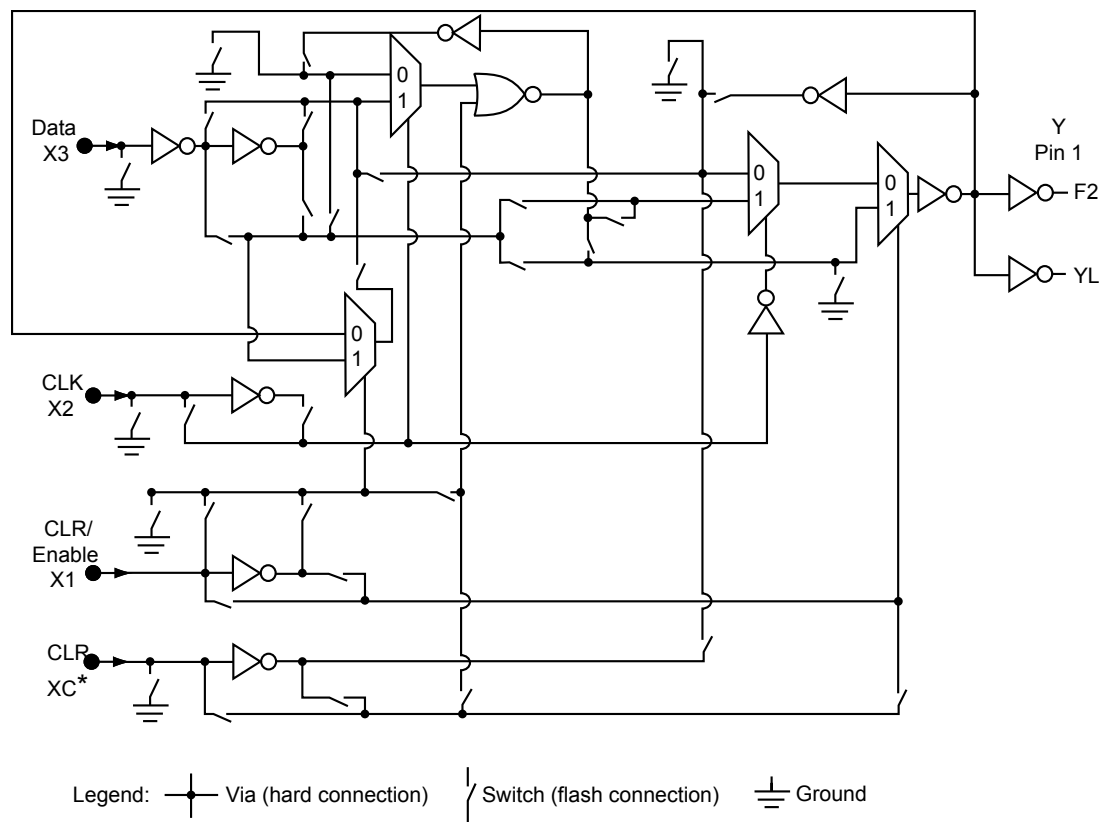 0
1
Data
X3
Y
Pin 1
0
1
0
1
F2
YL
0
1
CLK
X2
CLR/
Enable
X1
CLR
XC*
Legend:
Via (hard connection)
Switch (flash connection)
Ground